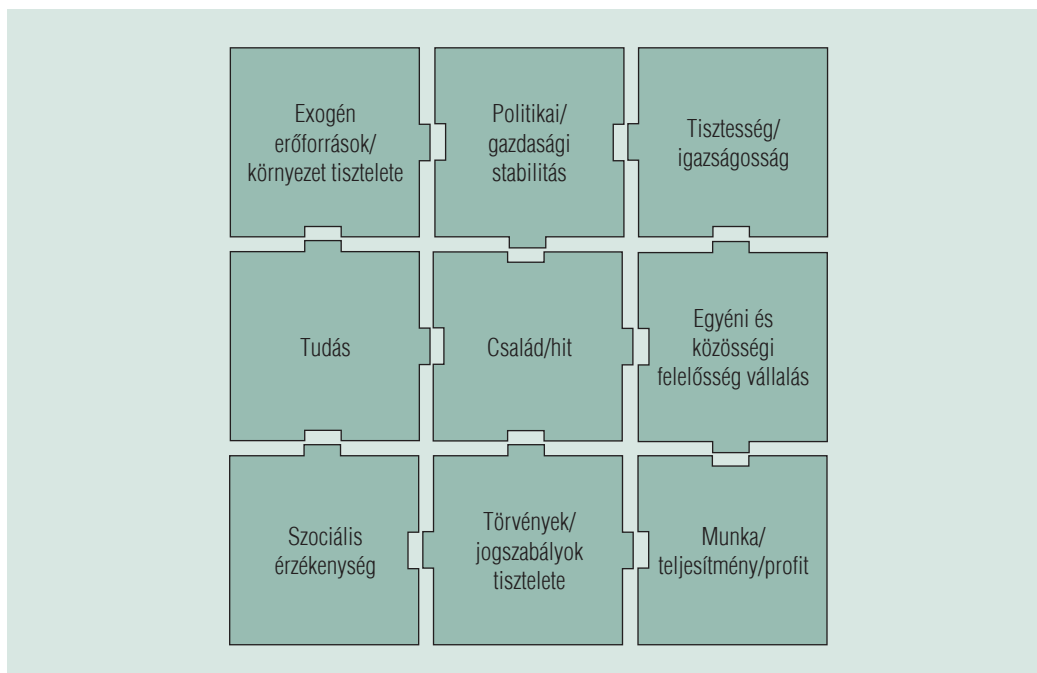 Exogén
erőforrások/
környezet tisztelete
Politikai/
gazdasági
stabilitás
Tisztesség/
igazságosság
Tudás
Család/hit
Egyéni és
közösségi
felelősség vállalás
Szociális
érzékenység
Törvények/
jogszabályok
tisztelete
Munka/
teljesítmény/profit